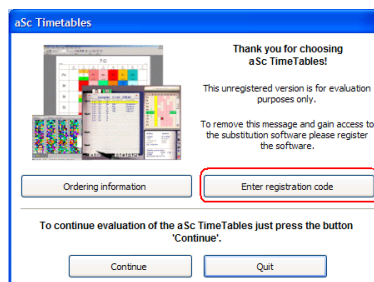 aSc Timetables
Thank you for choosing
aSc TimeTables!
This unregistered version is for evaluation
purposes only.
To remove this message and gain access to
the substitution software please register
the software.
Ordering information
Enter registration code
To continue evaluation of the aSc TimeTables just press the button
'Continue'.
Continue
Quit